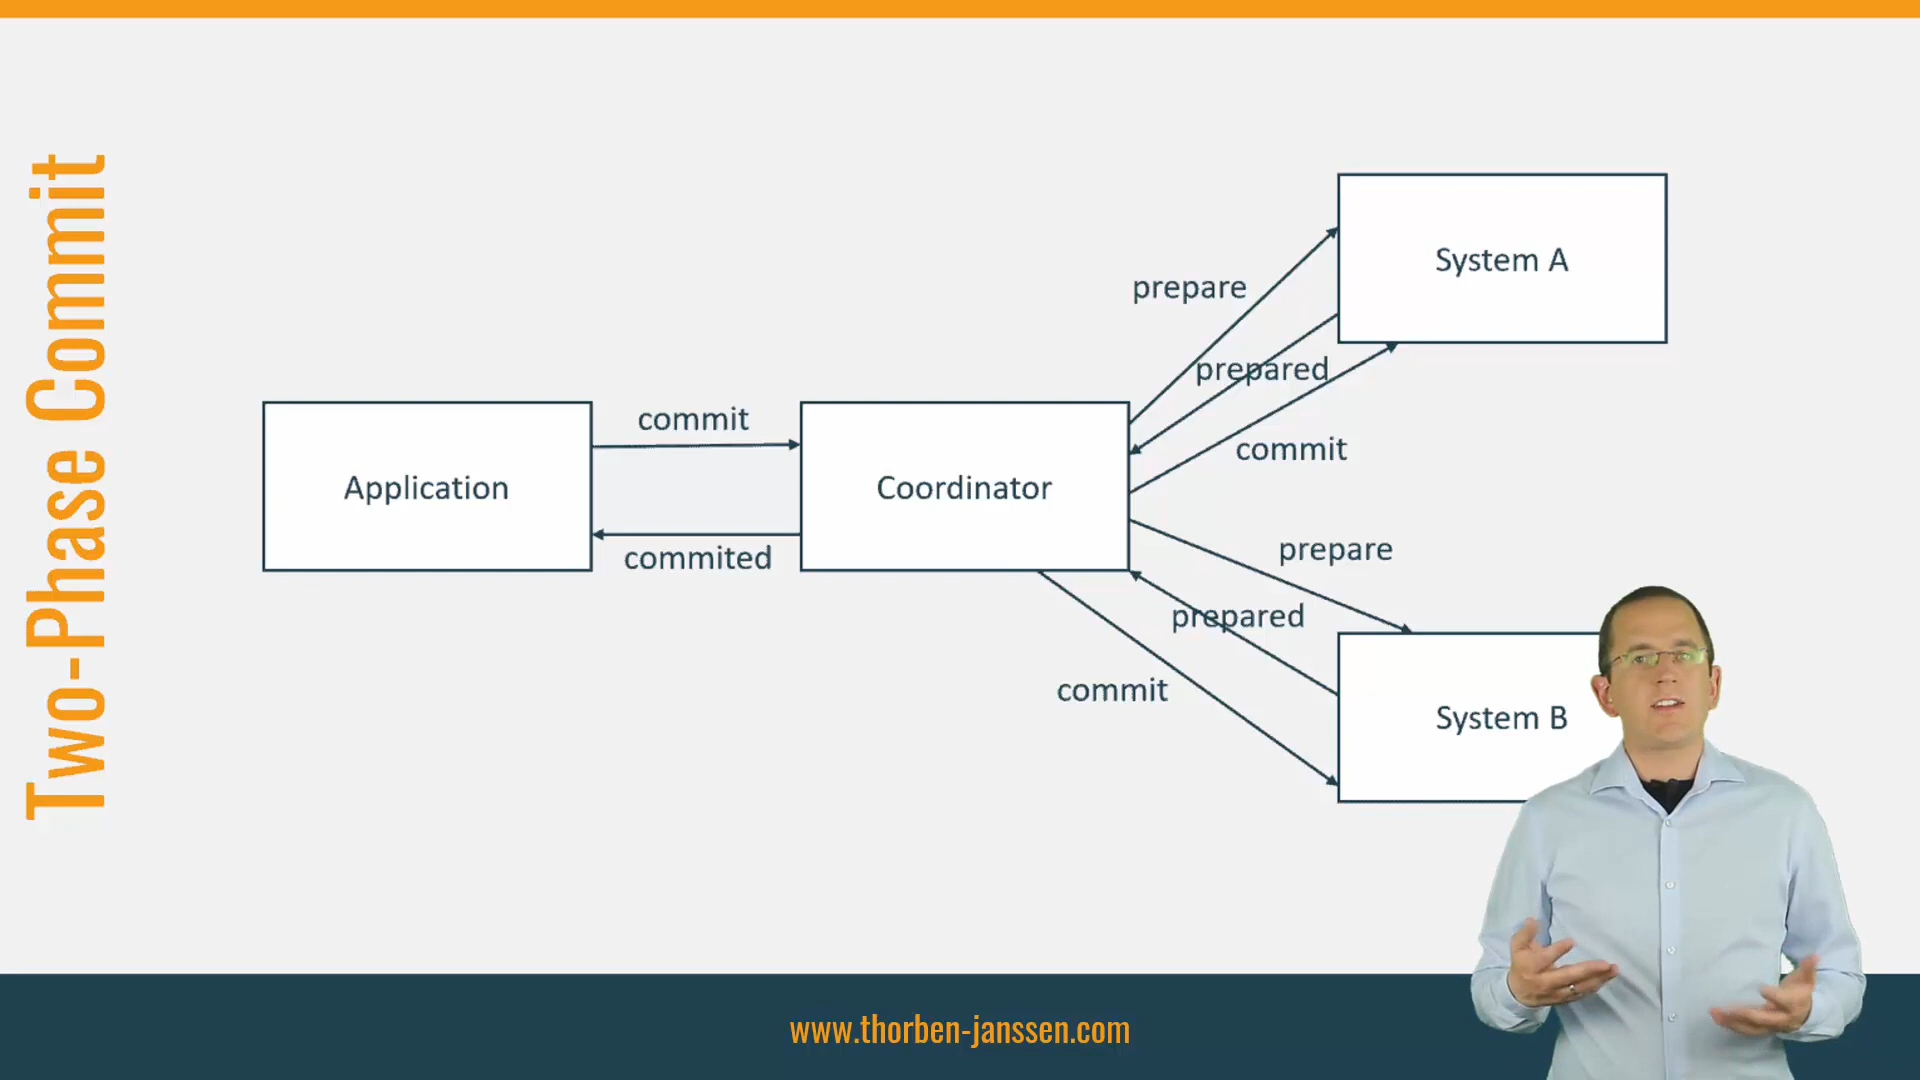 Two-Phase Commit
System A
prepare
prepared
commit
commit
Application
Coordinator
commited
prepare
prepared
commit
System B
www.thorben-janssen.com